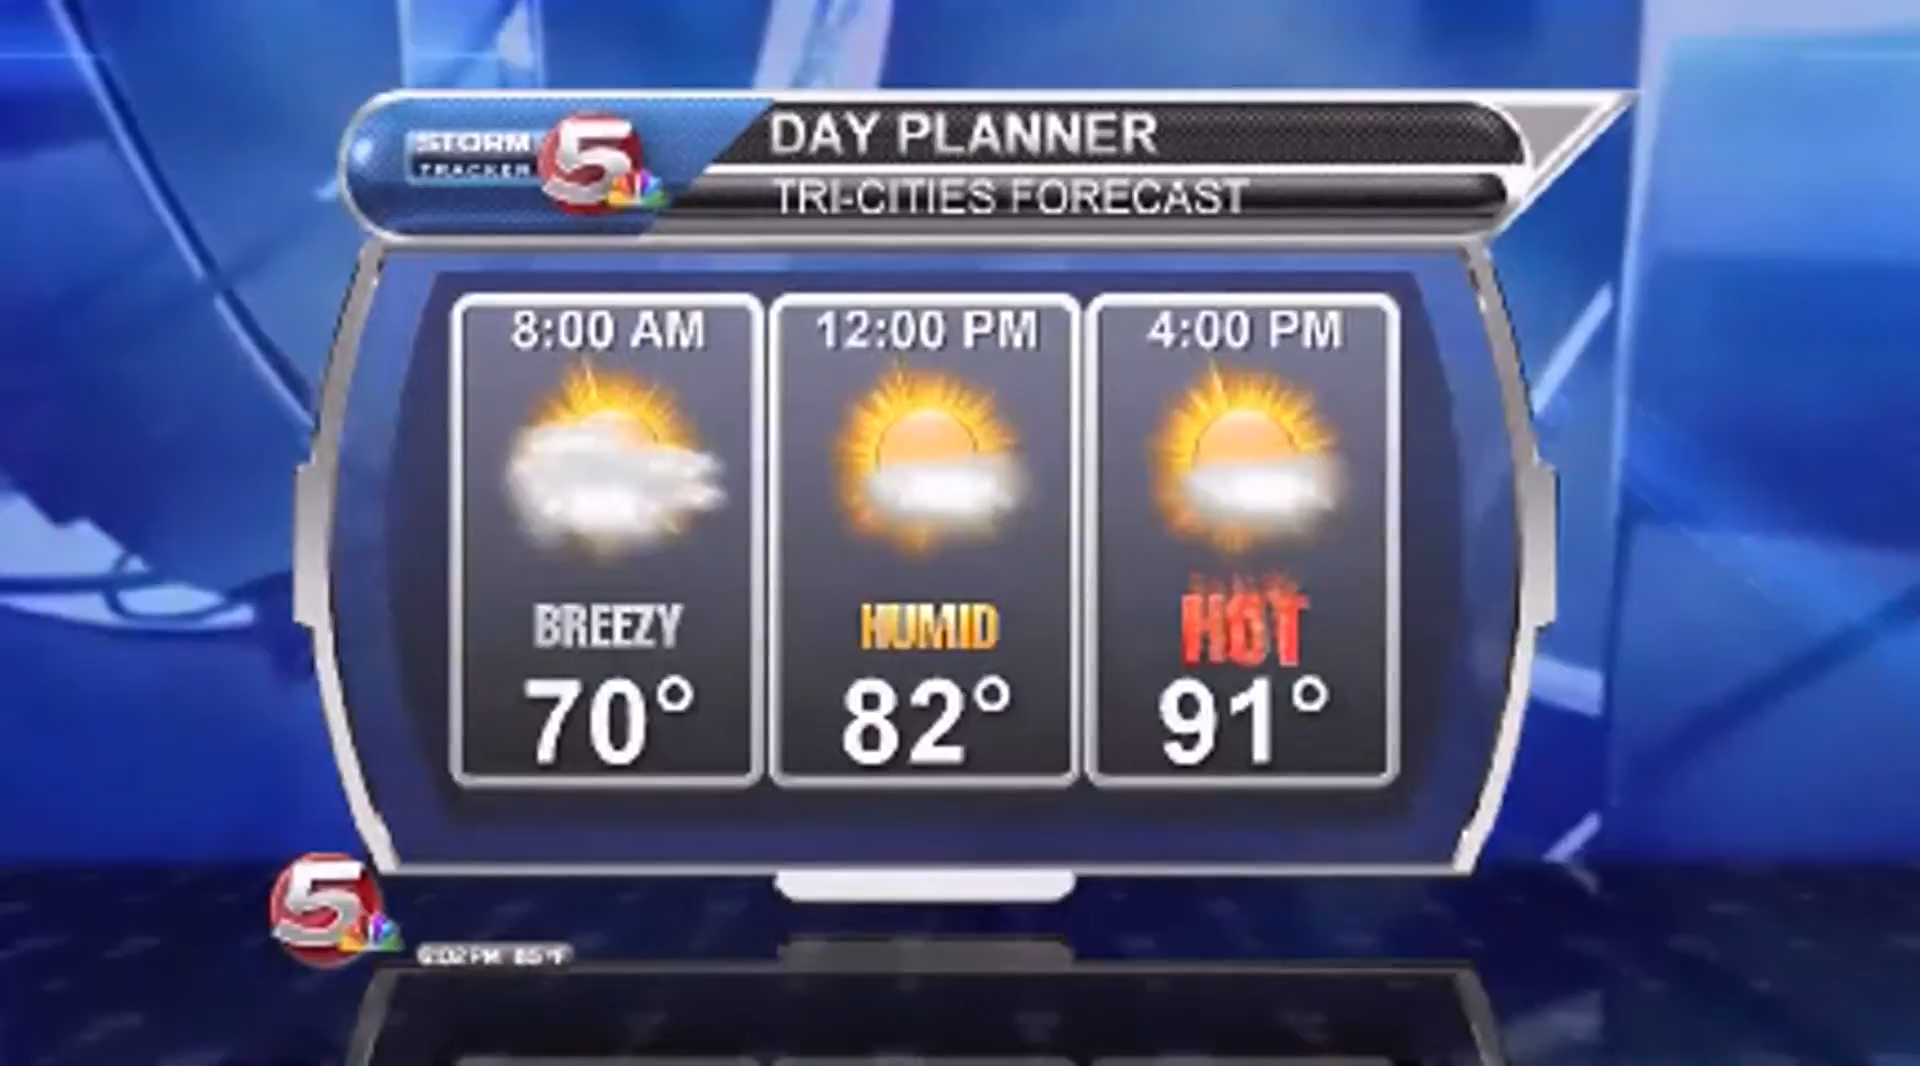 STORM
TRACKER
5
DAY PLANNER
TRI-CITIES FORECAST
8:00 AM
12:00 PM
4:00 PM
BREEZY
HUMID
HOT
70°
82°
91°
5